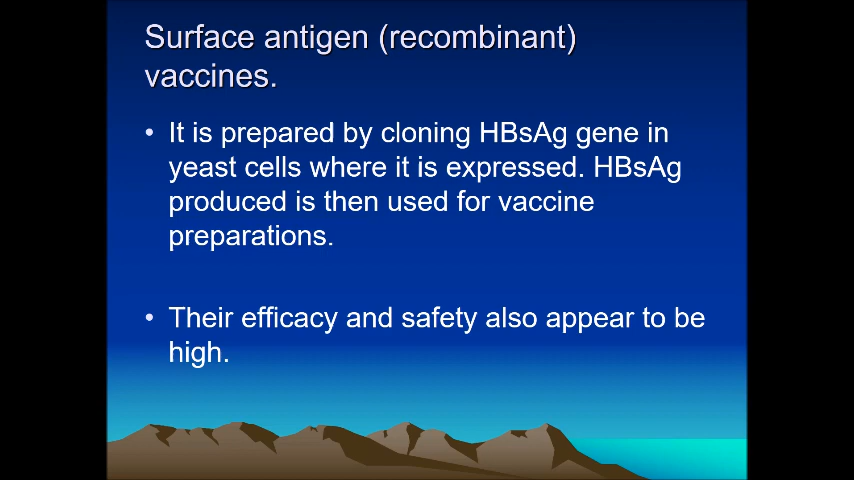 Surface antigen (recombinant)
vaccines.
• It is prepared by cloning HBsAg gene in
yeast cells where it is expressed. HBsAg
produced is then used for vaccine
preparations.
• Their efficacy and safety also appear to be
high.